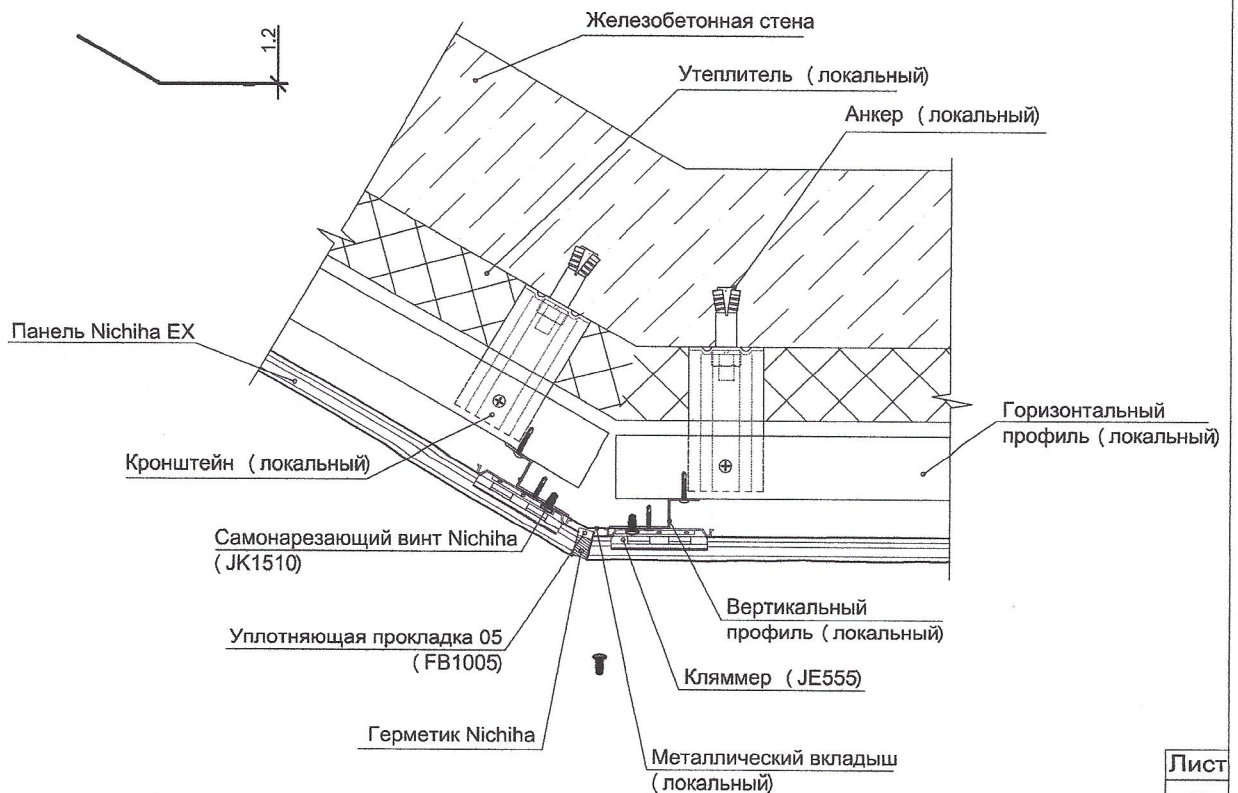 1.2
Железобетонная стена
Утеплитель (локальный)
Анкер (локальный)
Панель Nichiha EX
Горизонтальный
профиль (локальный)
Кронштейн (локальный)
Самонарезающий винт Nichiha
(JK1510)
Вертикальный
профиль (локальный)
Уплотняющая прокладка 05
(FB1005)
Кляммер (JE555)
Герметик Nichiha
Металлический вкладыш
(локальный)
Лист